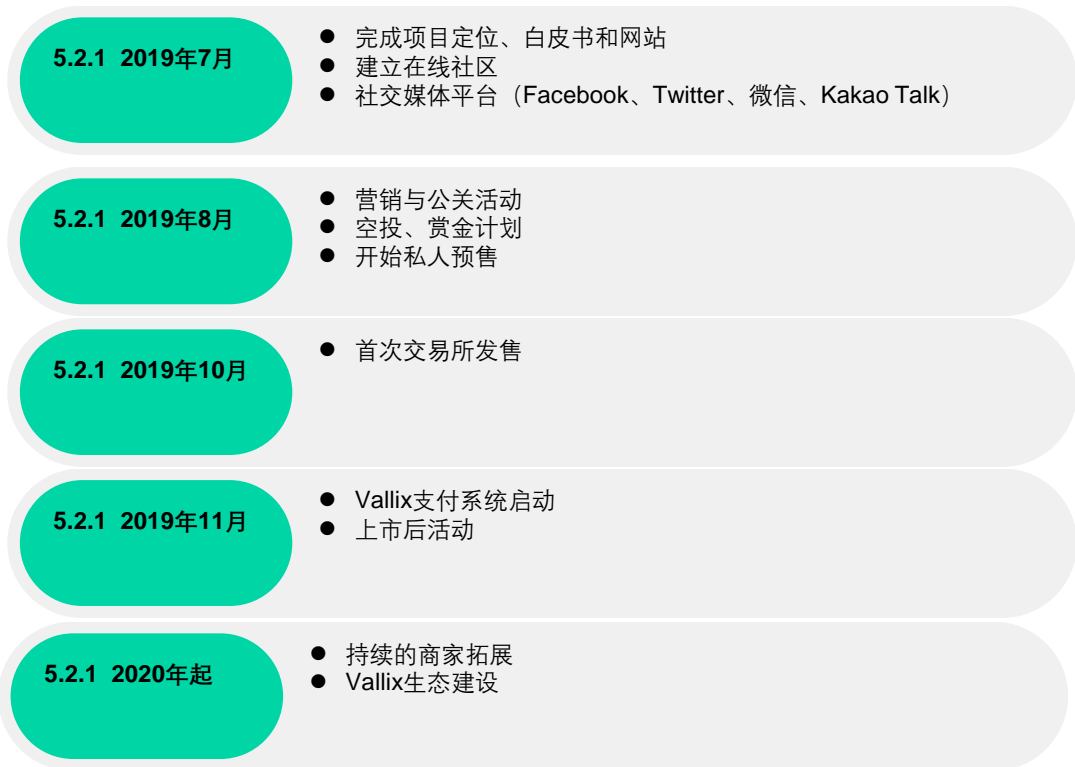 5.2.1 2019年7月
● 完成项目定位、白皮书和网站
● 建立在线社区
● 社交媒体平台（Facebook、Twitter、微信、Kakao Talk）
5.2.1 2019年8月
● 营销与公关活动
● 空投、赏金计划
● 开始私人预售
5.2.1 2019年10月
● 首次交易所发售
5.2.1 2019年11月
● Vallix支付系统启动
● 上市后活动
5.2.1 2020年起
● 持续的商家拓展
● Vallix生态建设